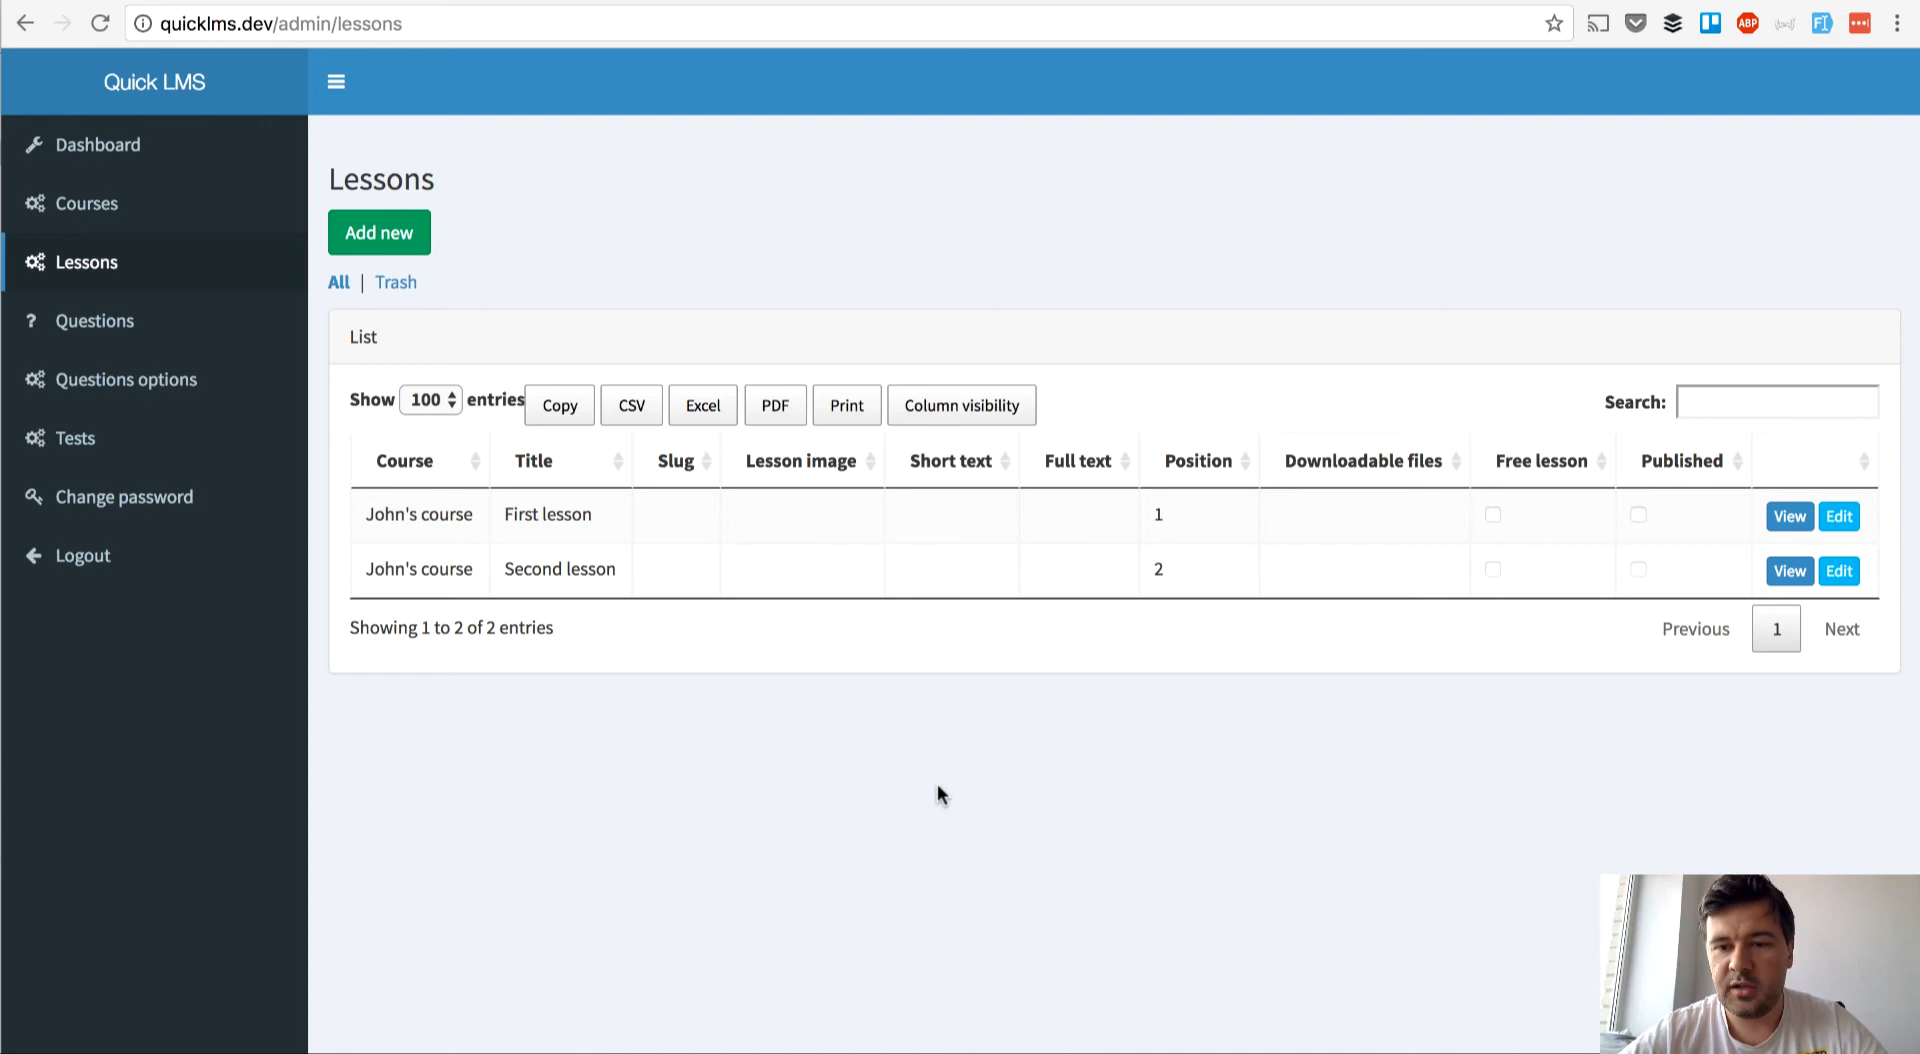 quicklms.dev/admin/lessons
ABP
Quick LMS
Dashboard
Courses
Lessons
Questions
Questions options
Tests
Change password
Logout
Lessons
Add new
All | Trash
List
Show 100 entries Copy CSV Excel PDF Print Column visibility Search:
Course Title Slug Lesson image Short text Full text Position Downloadable files Free lesson Published
John's course First lesson 1 View Edit
John's course Second lesson 2 View Edit
Showing 1 to 2 of 2 entries Previous 1 Next